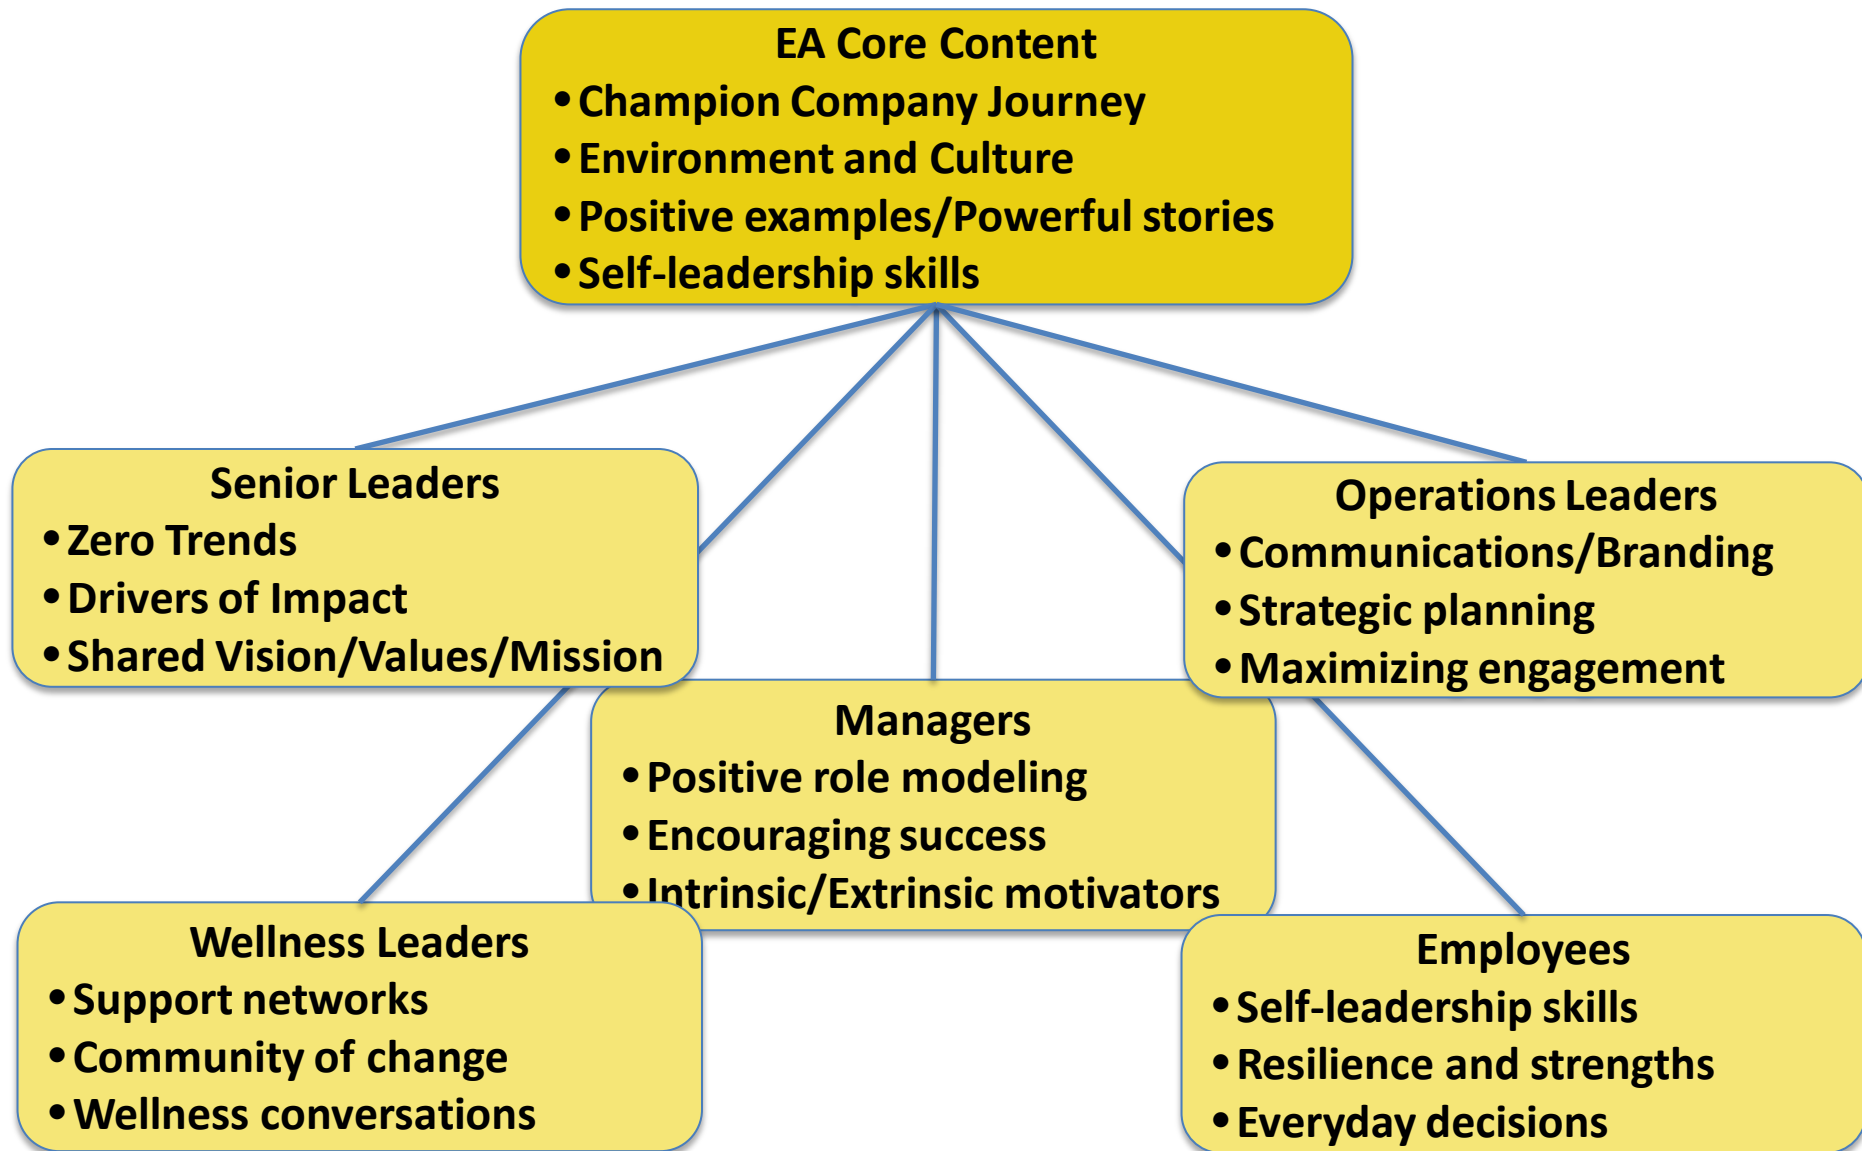 EA Core Content
•Champion Company Journey
•Environment and Culture
•Positive examples/Powerful stories
•Self-leadership skills
Senior Leaders
•Zero Trends
•Drivers of Impact
•Shared Vision/Values/Mission
Operations Leaders
•Communications/Branding
•Strategic planning
•Maximizing engagement
Managers
•Positive role modeling
•Encouraging success
•Intrinsic/Extrinsic motivators
Wellness Leaders
•Support networks
•Community of change
•Wellness conversations
Employees
•Self-leadership skills
•Resilience and strengths
•Everyday decisions